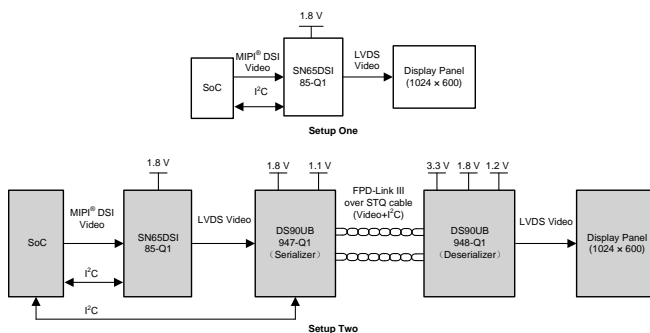 1.8 V
SoC
MIPI® DSI
Video
I²C
SN65DSI
85-Q1
LVDS
Video
Display Panel
(1024 × 600)
Setup One
SoC
MIPI® DSI
Video
I²C
I²C
1.8 V
SN65DSI
85-Q1
LVDS Video
1.8 V
1.1 V
DS90UB
947-Q1
（Serializer）
FPD-Link III
over STQ cable
(Video+I²C)
3.3 V
1.8 V
1.2 V
DS90UB
948-Q1
（Deserializer）
LVDS Video
Display Panel
(1024 × 600)
Setup Two